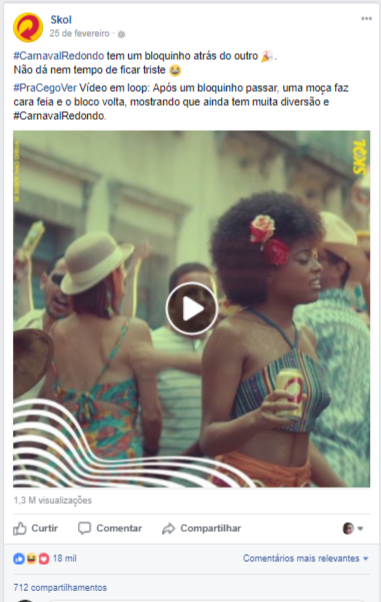 Skol
25 de fevereiro ·
#CarnavalRedondo tem um bloquinho atrás do outro 🎉.
Não dá nem tempo de ficar triste 😂
#PraCegoVer Vídeo em loop: Após um bloquinho passar, uma moça faz
cara feia e o bloco volta, mostrando que ainda tem muita diversão e
#CarnavalRedondo.
SKOL
1,3 M visualizações
Curtir Comentar Compartilhar
18 mil Comentários mais relevantes
712 compartilhamentos